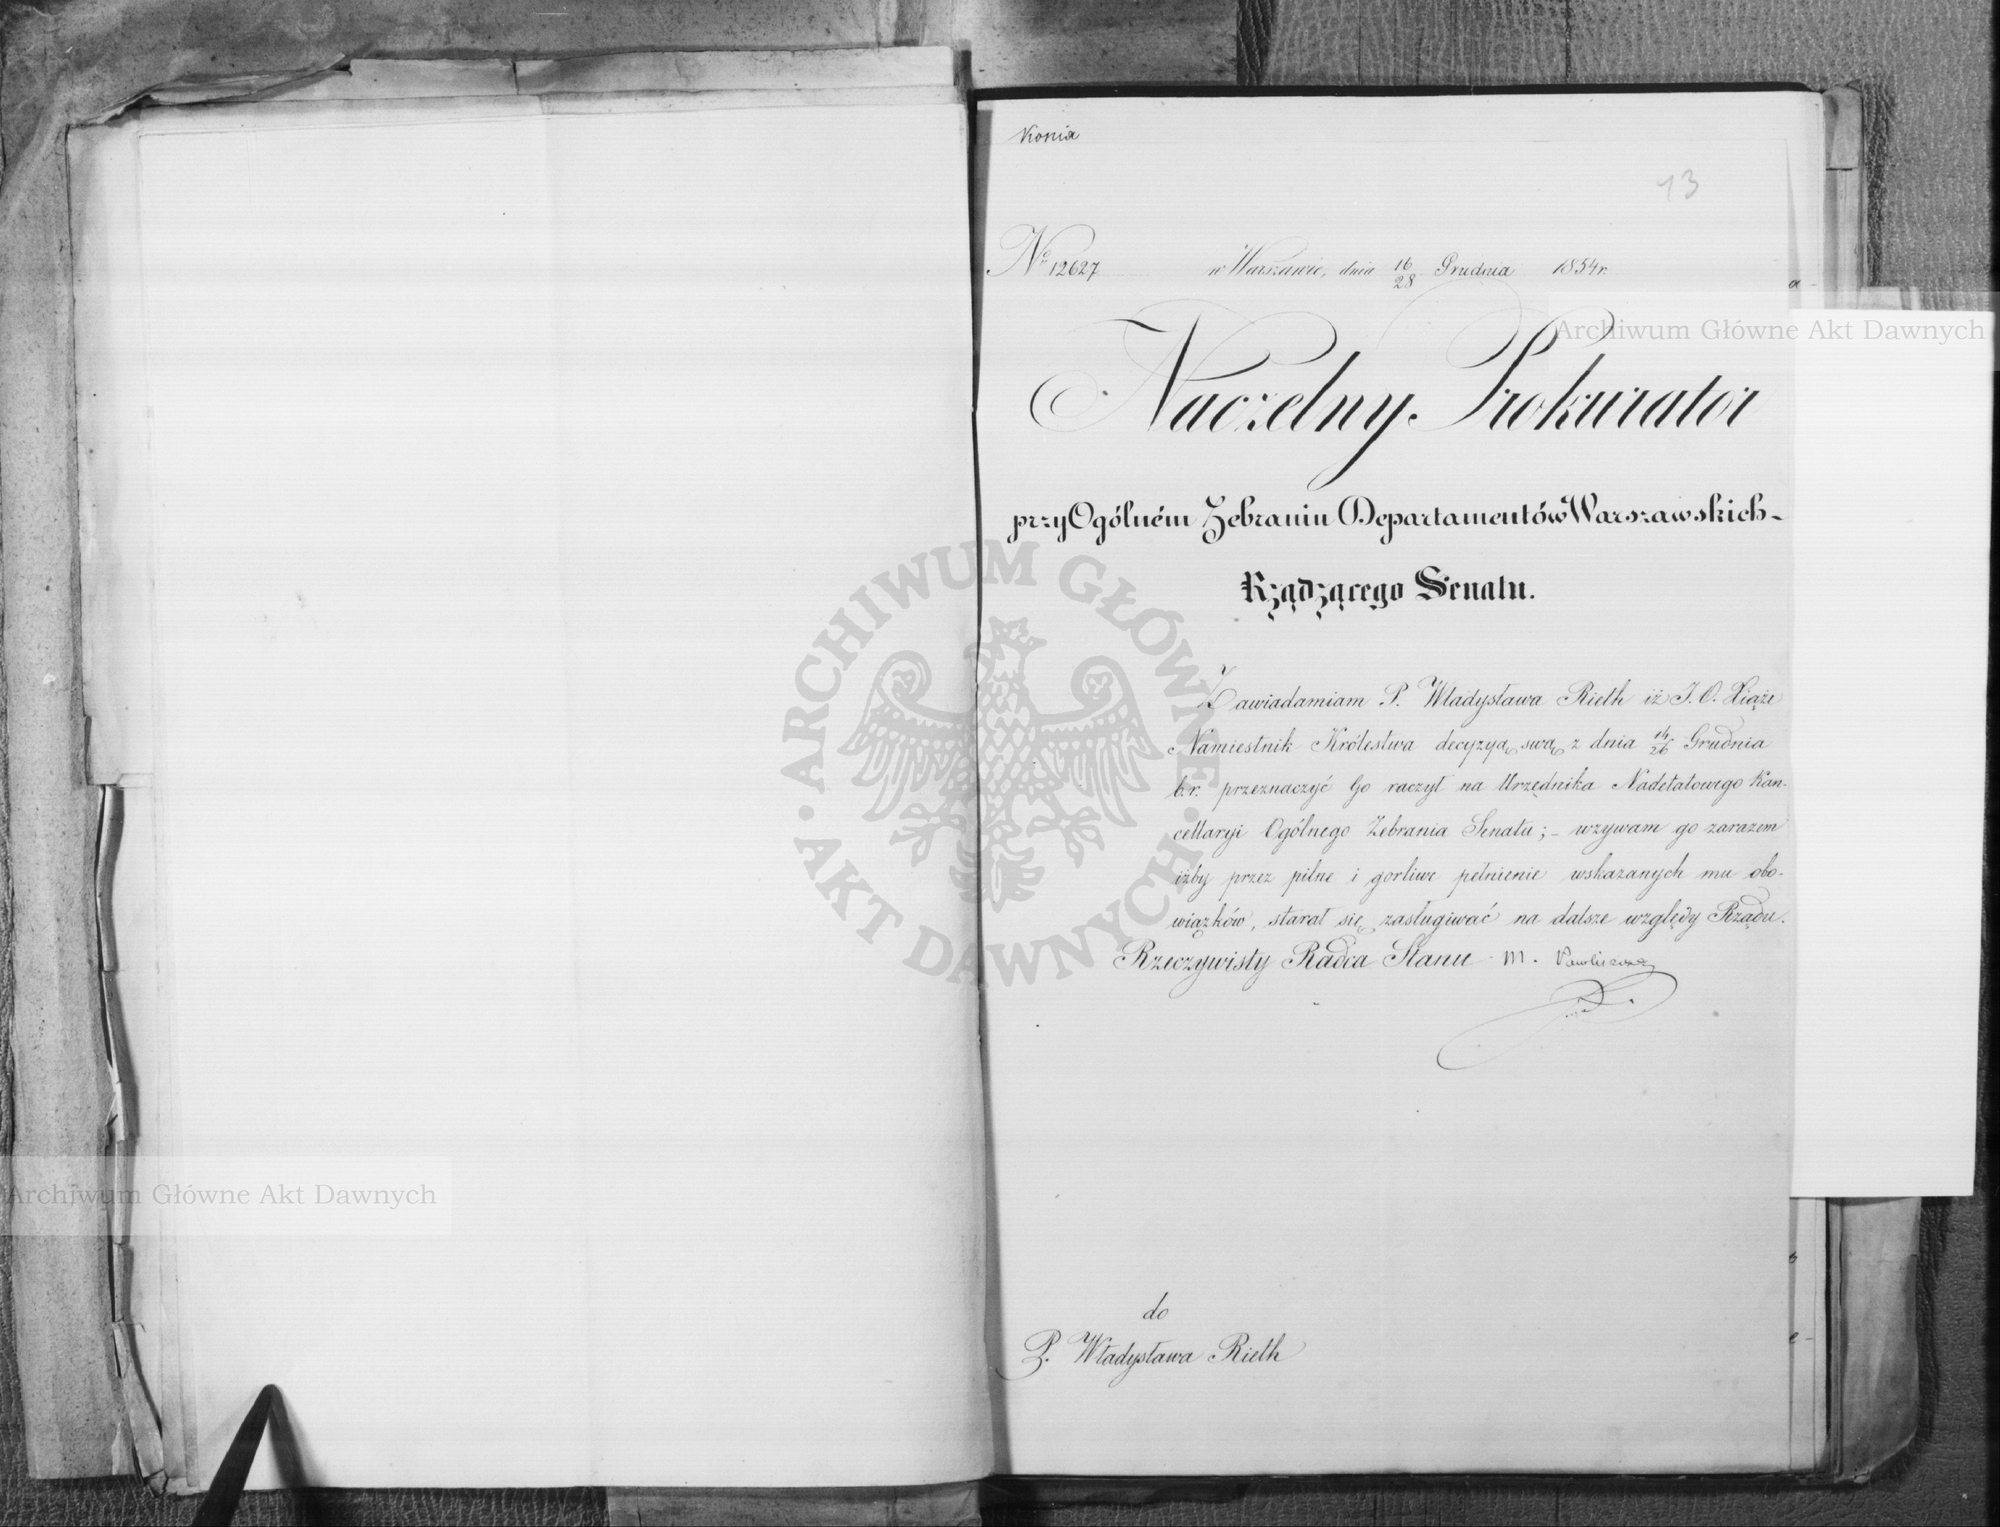 Kopia
13
No 12627 w Warszawie, dnia 16/28 Grudnia 1854 r.
Naczelny Prokurator
przy Ogólném Zebraniu Departamentów Warszawskich
Rządzącego Senatu.
Zawiadamiam P. Władysława Rieth iż J. O. Xiąże
Namiestnik Królestwa decyzyą swą z dnia 14/26 Grudnia
b.r. przeznaczyć Go raczył na Urzędnika Nadetatowego Kan-
cellaryi Ogólnego Zebrania Senatu; - wzywam go zarazem
iżby przez pilne i gorliwe pełnienie wskazanych mu obo-
wiązków, starał się zasługiwać na dalsze względy Rządu.
Rzeczywisty Radca Stanu M.
do
P. Władysława Rieth
Archiwum Główne Akt Dawnych
ARCHIWUM GŁÓWNE AKT DAWNYCH
Archiwum Główne Akt Dawnych